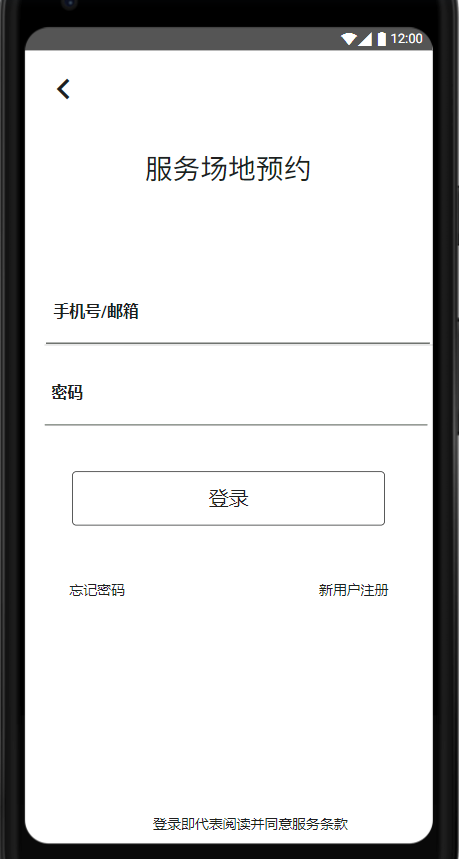 12:00
服务场地预约
手机号/邮箱
密码
登录
忘记密码 新用户注册
登录即代表阅读并同意服务条款